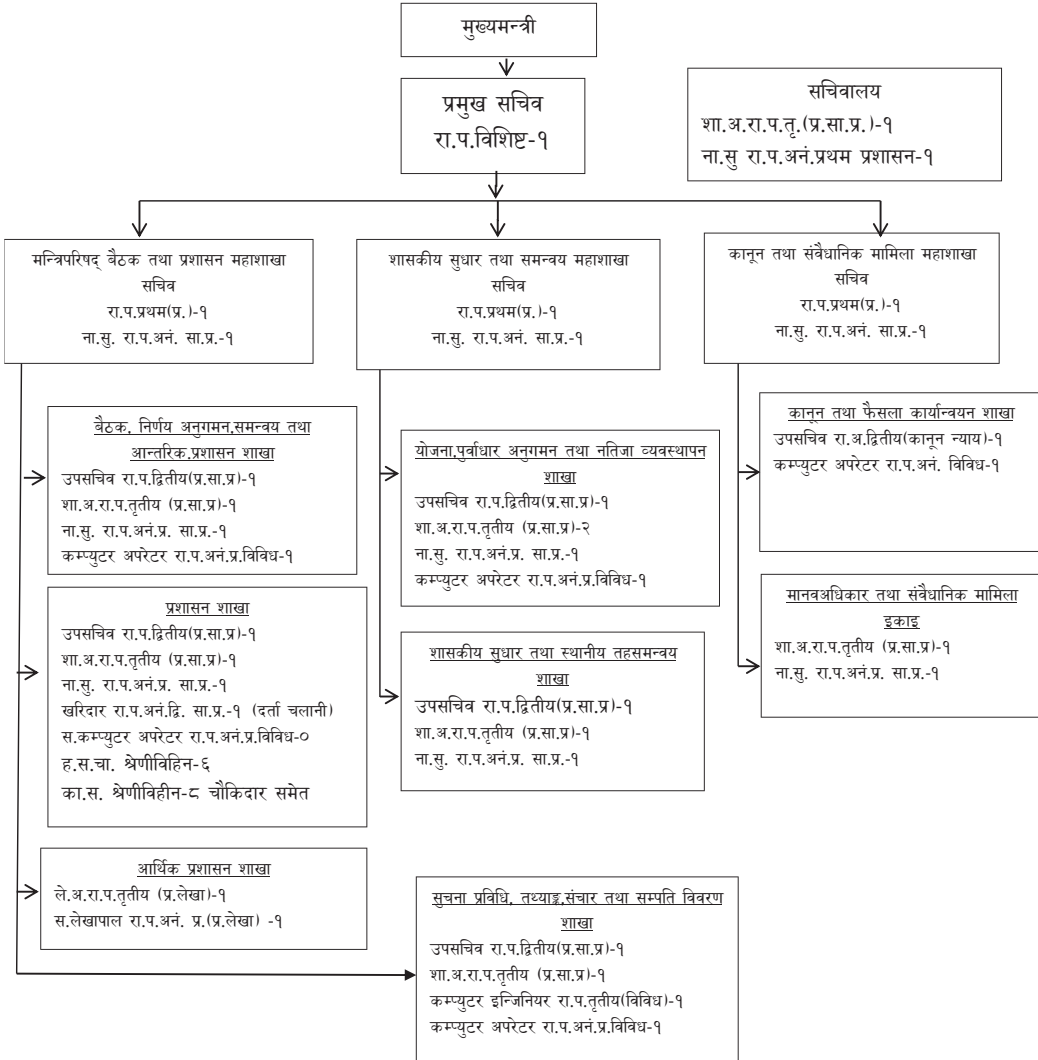 मुख्यमन्त्री
प्रमुख सचिव
रा.प.विशिष्ट-१
सचिवालय
शा.अ.रा.प.तृ.(प्र.सा.प्र.)-१
ना.सु रा.प.अनं.प्रथम प्रशासन-१
मन्त्रिपरिषद् बैठक तथा प्रशासन महाशाखा
सचिव
रा.प.प्रथम(प्र.)-१
ना.सु. रा.प.अनं. सा.प्र.-१
शासकीय सुधार तथा समन्वय महाशाखा
सचिव
रा.प.प्रथम(प्र.)-१
ना.सु. रा.प.अनं. सा.प्र.-१
कानून तथा संवैधानिक मामिला महाशाखा
सचिव
रा.प.प्रथम(प्र.)-१
ना.सु. रा.प.अनं. सा.प्र.-१
बैठक, निर्णय अनुगमन,समन्वय तथा
आन्तरिक प्रशासन शाखा
उपसचिव रा.प.द्वितीय(प्र.सा.प्र)-१
शा.अ.रा.प.तृतीय (प्र.सा.प्र)-१
ना.सु. रा.प.अनं.प्र. सा.प्र.-१
कम्प्युटर अपरेटर रा.प.अनं.प्र.विविध-१
प्रशासन शाखा
उपसचिव रा.प.द्वितीय(प्र.सा.प्र)-१
शा.अ.रा.प.तृतीय (प्र.सा.प्र)-१
ना.सु. रा.प.अनं.प्र. सा.प्र.-१
खरिदार रा.प.अनं.द्वि. सा.प्र.-१ (दर्ता चलानी)
स.कम्प्युटर अपरेटर रा.प.अनं.प्र.विविध-०
ह.स.चा. श्रेणीविहिन-६
का.स. श्रेणीविहीन-८ चौकिदार समेत
आर्थिक प्रशासन शाखा
ले.अ.रा.प.तृतीय (प्र.लेखा)-१
स.लेखापाल रा.प.अनं. प्र.(प्र.लेखा) -१
योजना,पुर्वाधार अनुगमन तथा नतिजा व्यवस्थापन
शाखा
उपसचिव रा.प.द्वितीय(प्र.सा.प्र)-१
शा.अ.रा.प.तृतीय (प्र.सा.प्र)-२
ना.सु. रा.प.अनं.प्र. सा.प्र.-१
कम्प्युटर अपरेटर रा.प.अनं.प्र.विविध-१
शासकीय सुधार तथा स्थानीय तहसमन्वय
शाखा
उपसचिव रा.प.द्वितीय(प्र.सा.प्र)-१
शा.अ.रा.प.तृतीय (प्र.सा.प्र)-१
ना.सु. रा.प.अनं.प्र. सा.प्र.-१
सुचना प्रविधि, तथ्याङ्क,संचार तथा सम्पति विवरण
शाखा
उपसचिव रा.प.द्वितीय(प्र.सा.प्र)-१
शा.अ.रा.प.तृतीय (प्र.सा.प्र)-१
कम्प्युटर इन्जिनियर रा.प.तृतीय(विविध)-१
कम्प्युटर अपरेटर रा.प.अनं.प्र.विविध-१
कानून तथा फैसला कार्यान्वयन शाखा
उपसचिव रा.अ.द्वितीय(कानून न्याय)-१
कम्प्युटर अपरेटर रा.प.अनं. विविध-१
मानवअधिकार तथा संवैधानिक मामिला
इकाइ
शा.अ.रा.प.तृतीय (प्र.सा.प्र)-१
ना.सु. रा.प.अनं.प्र. सा.प्र.-१